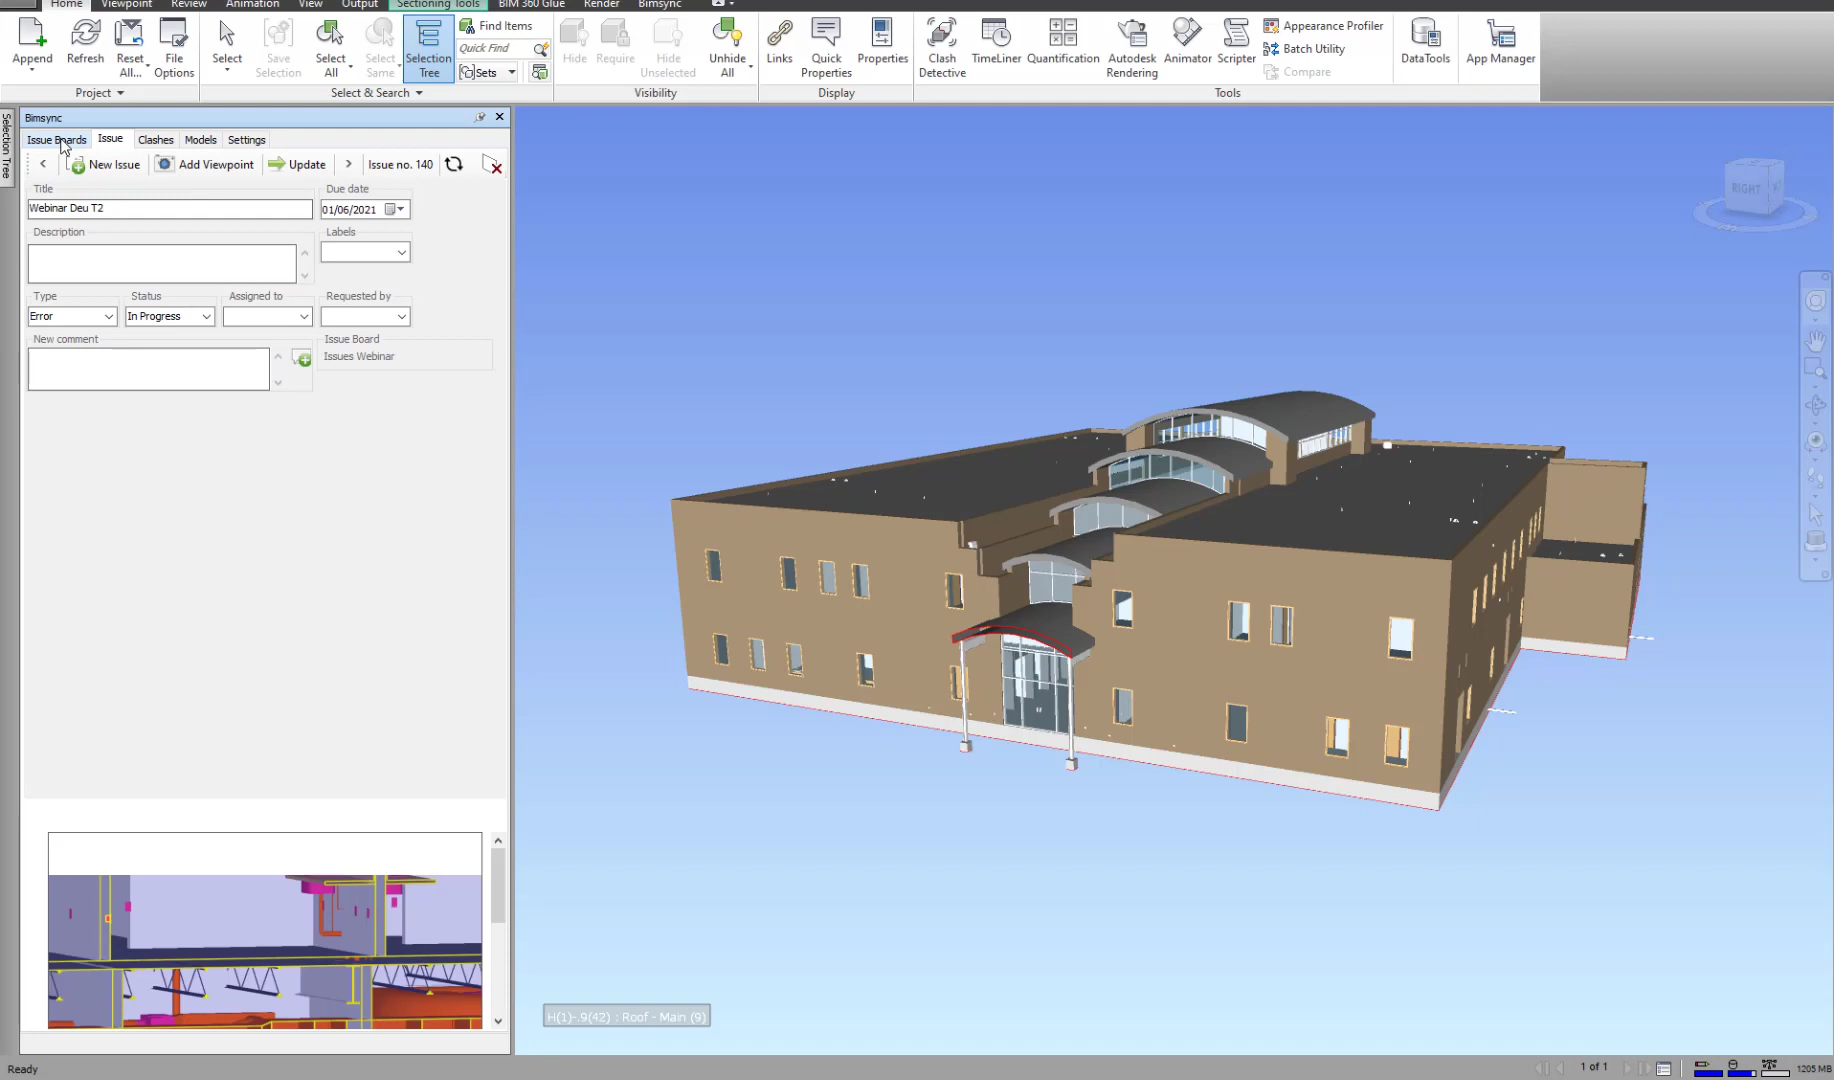 Home Viewpoint Review Animation View Output Sectioning Tools BIM 360 Glue Render Bimsync
Append Refresh Reset All... File Options
Select Save Selection Select All Select Same Selection Tree
Find Items
Quick Find
Sets
Hide Require Hide Unselected Unhide All
Links Quick Properties Properties
Clash Detective TimeLiner Quantification Autodesk Rendering Animator Scripter
Appearance Profiler
Batch Utility
Compare
DataTools App Manager
Project Select & Search Visibility Display Tools
Selection Tree
Bimsync
Issue Boards Issue Clashes Models Settings
< New Issue Add Viewpoint Update > Issue no. 140
Title Due date
Webinar Deu T2 01/06/2021
Description Labels
Type Status Assigned to Requested by
Error In Progress
New comment Issue Board
Issues Webinar
RIGHT
H(1)-.9(42) : Roof - Main (9)
Ready 1 of 1 1205 MB